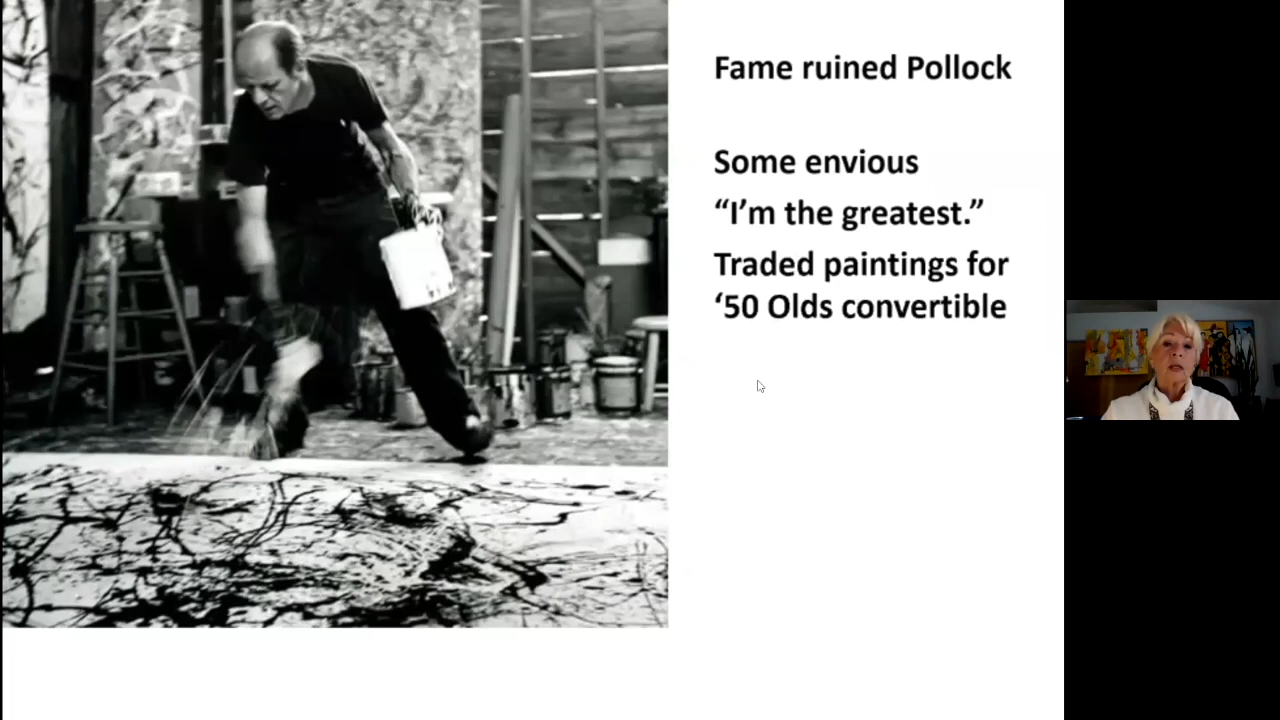 Fame ruined Pollock
Some envious
“I’m the greatest.”
Traded paintings for
‘50 Olds convertible